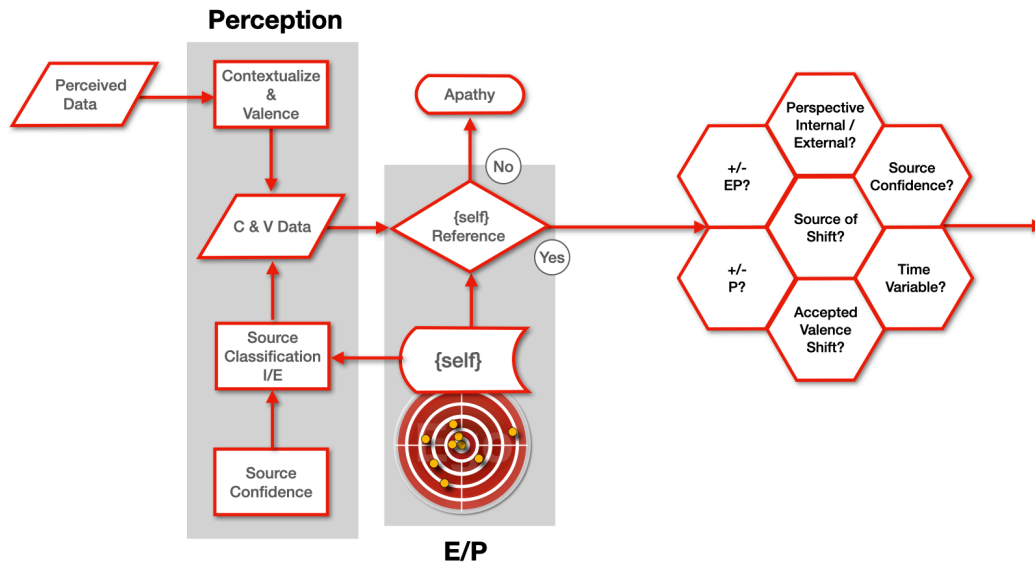 Perception
Perceived
Data
Contextualize
&
Valence
Apathy
No
C & V Data
{self}
Reference
Yes
Source
Classification
I/E
{self}
Source
Confidence
E/P
Perspective
Internal /
External?
+/-
EP?
Source
Confidence?
Source of
Shift?
+/-
P?
Time
Variable?
Accepted
Valence
Shift?